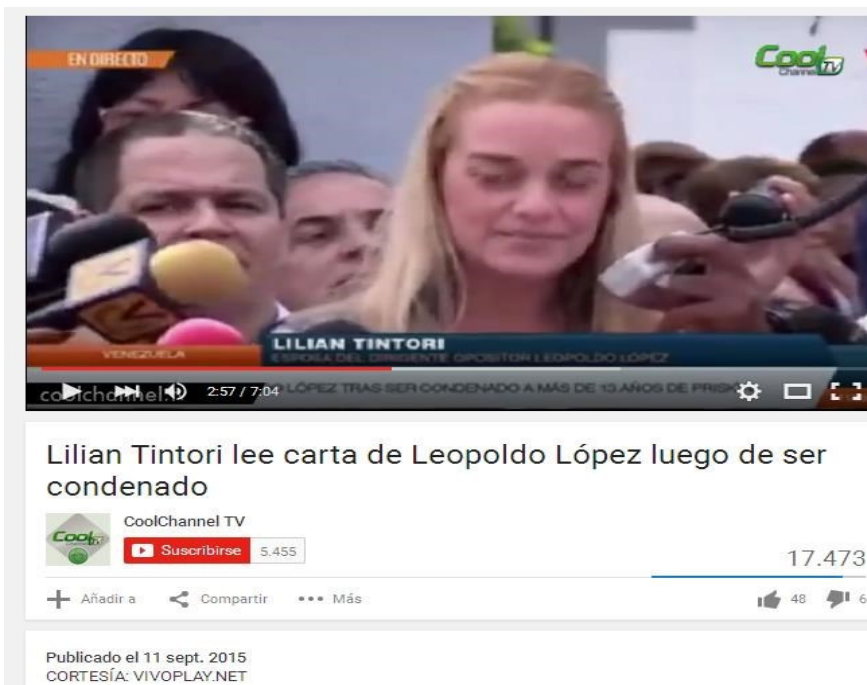 EN DIRECTO
Cool
Channel TV
LILIAN TINTORI
VENEZUELA
ESPOSA DEL DIRIGENTE OPOSITOR LEOPOLDO LÓPEZ
2:57 / 7:04
LÓPEZ TRAS SER CONDENADO A MÁS DE 13 AÑOS DE
Lilian Tintori lee carta de Leopoldo López luego de ser
condenado
Cool TV
CoolChannel TV
Suscribirse 5.455
17.473
Añadir a Compartir Más
48 6
Publicado el 11 sept. 2015
CORTESÍA: VIVOPLAY.NET